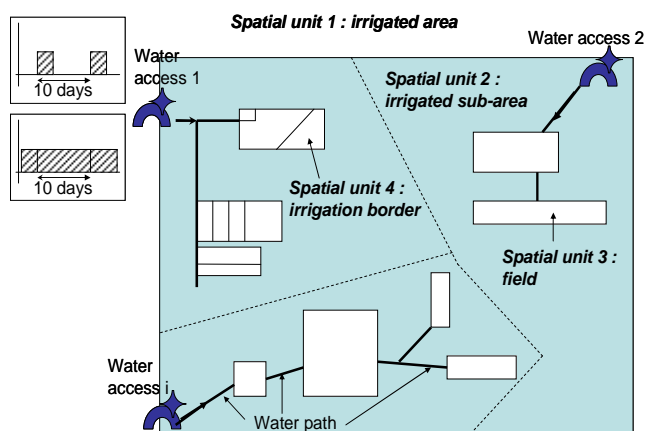 Spatial unit 1 : irrigated area
Water access 2
Water
access 1
10 days
10 days
Spatial unit 2 :
irrigated sub-area
Spatial unit 4 :
irrigation border
Spatial unit 3 :
field
Water
access i
Water path